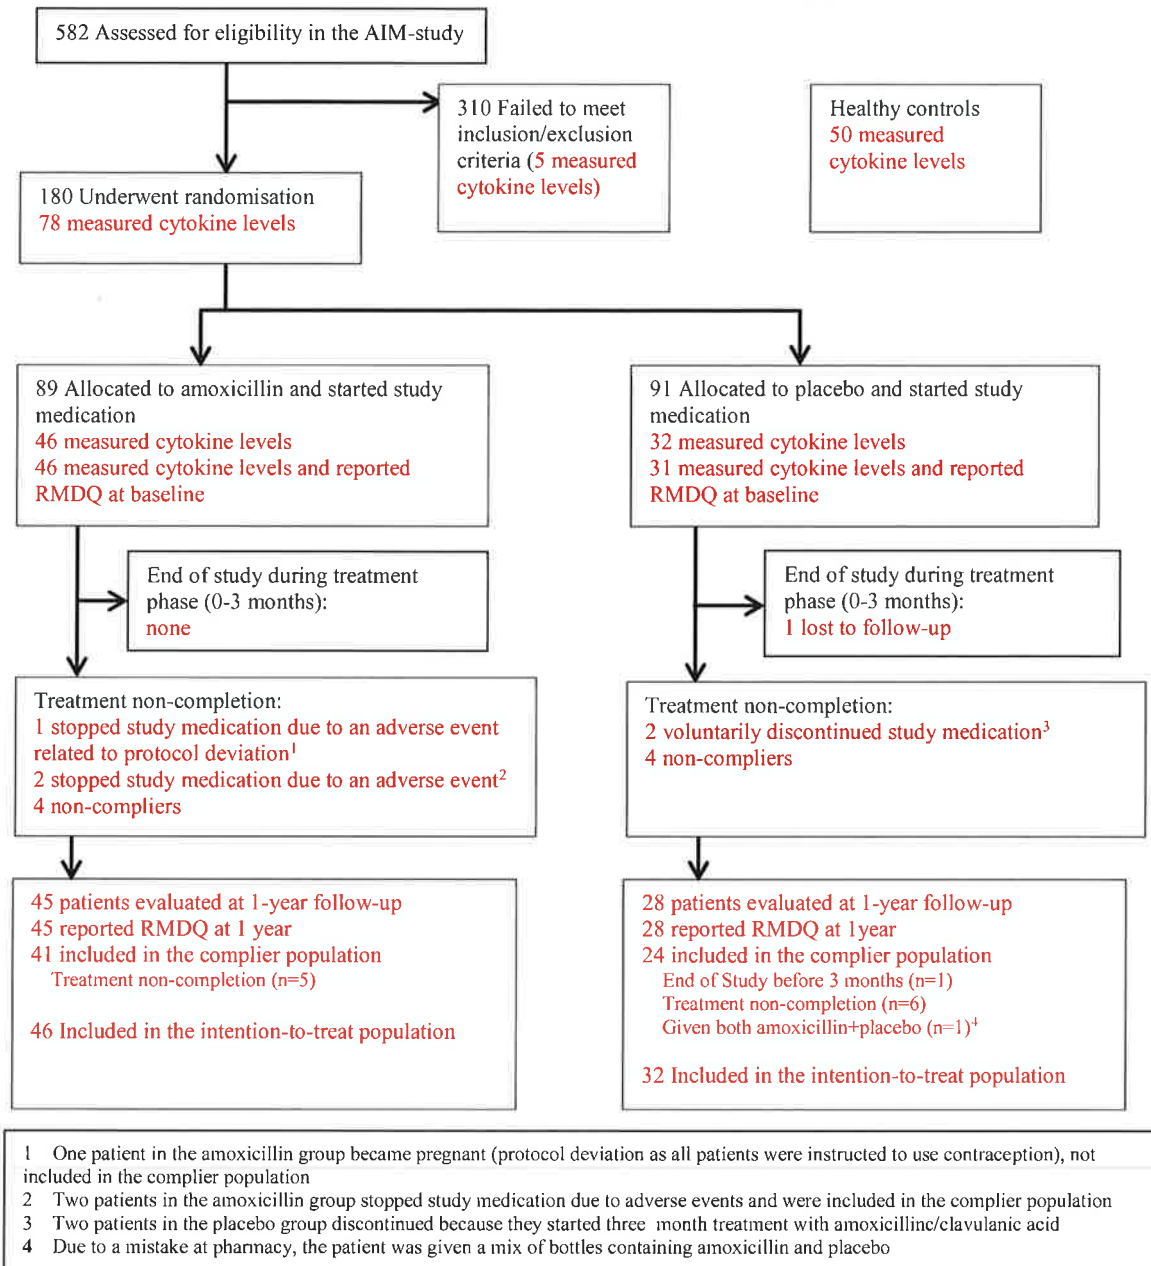 582 Assessed for eligibility in the AIM-study
310 Failed to meet
inclusion/exclusion
criteria (5 measured
cytokine levels)
Healthy controls
50 measured
cytokine levels
180 Underwent randomisation
78 measured cytokine levels
89 Allocated to amoxicillin and started study
medication
46 measured cytokine levels
46 measured cytokine levels and reported
RMDQ at baseline
91 Allocated to placebo and started study
medication
32 measured cytokine levels
31 measured cytokine levels and reported
RMDQ at baseline
End of study during treatment
phase (0-3 months):
none
End of study during treatment
phase (0-3 months):
1 lost to follow-up
Treatment non-completion:
1 stopped study medication due to an adverse event
related to protocol deviation¹
2 stopped study medication due to an adverse event²
4 non-compliers
Treatment non-completion:
2 voluntarily discontinued study medication³
4 non-compliers
45 patients evaluated at 1-year follow-up
45 reported RMDQ at 1 year
41 included in the complier population
Treatment non-completion (n=5)
46 Included in the intention-to-treat population
28 patients evaluated at 1-year follow-up
28 reported RMDQ at 1year
24 included in the complier population
End of Study before 3 months (n=1)
Treatment non-completion (n=6)
Given both amoxicillin+placebo (n=1)⁴
32 Included in the intention-to-treat population
1 One patient in the amoxicillin group became pregnant (protocol deviation as all patients were instructed to use contraception), not
included in the complier population
2 Two patients in the amoxicillin group stopped study medication due to adverse events and were included in the complier population
3 Two patients in the placebo group discontinued because they started three month treatment with amoxicillinc/clavulanic acid
4 Due to a mistake at pharmacy, the patient was given a mix of bottles containing amoxicillin and placebo